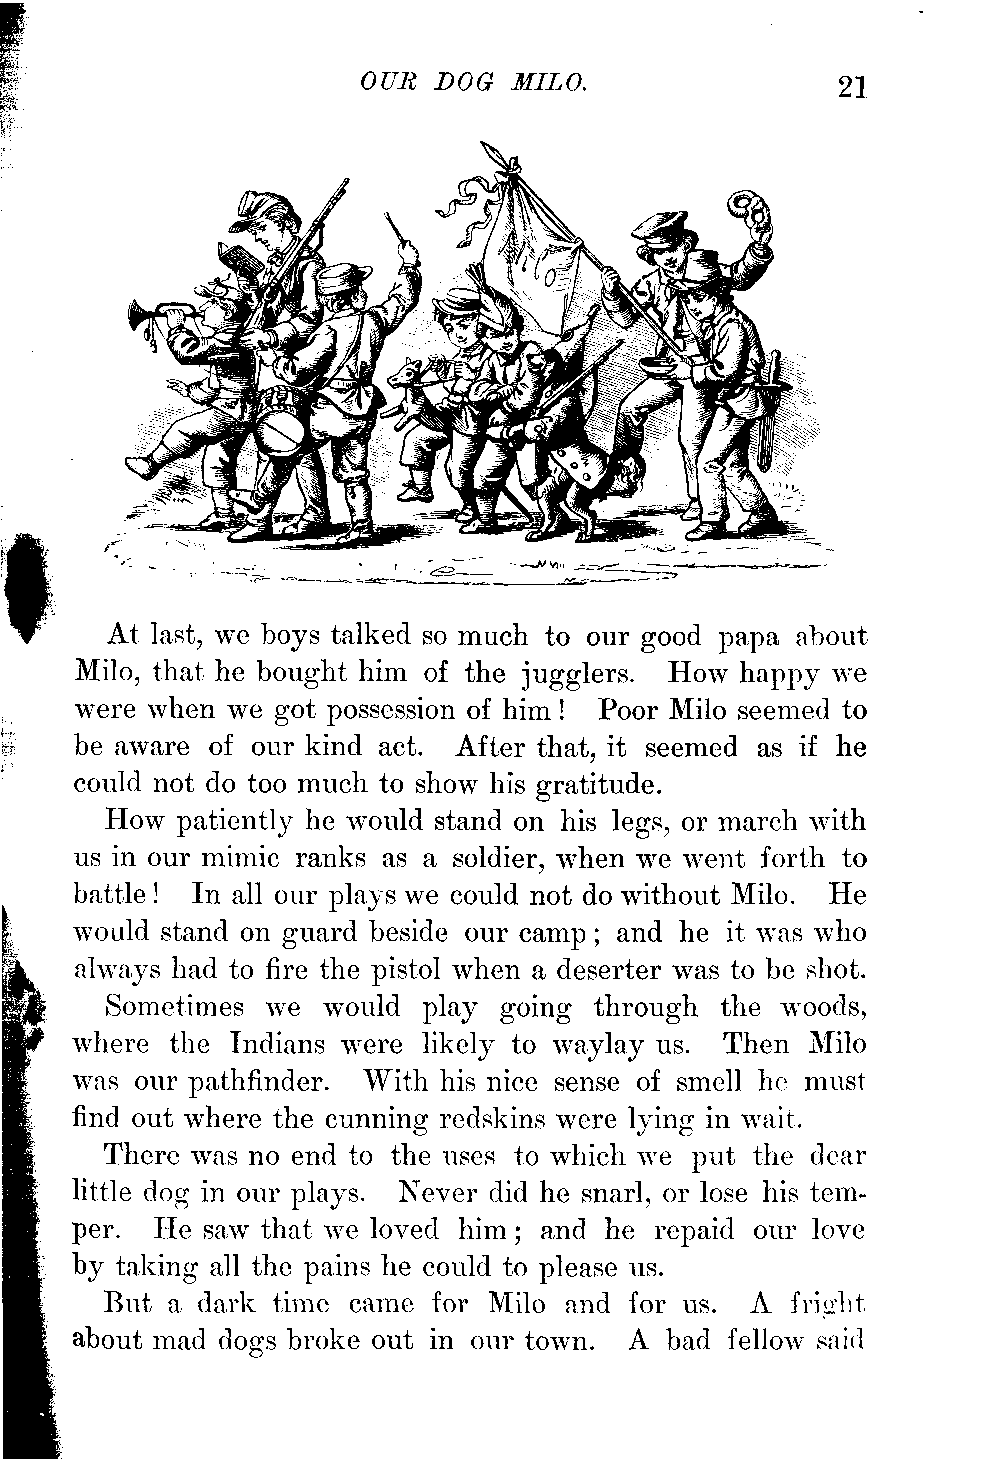 OUR DOG MILO. 21
At last, we boys talked so much to our good papa about
Milo, that he bought him of the jugglers. How happy we
were when we got possession of him! Poor Milo seemed to
be aware of our kind act. After that, it seemed as if he
could not do too much to show his gratitude.
How patiently he would stand on his legs, or march with
us in our mimic ranks as a soldier, when we went forth to
battle! In all our plays we could not do without Milo. He
would stand on guard beside our camp; and he it was who
always had to fire the pistol when a deserter was to be shot.
Sometimes we would play going through the woods,
where the Indians were likely to waylay us. Then Milo
was our pathfinder. With his nice sense of smell he must
find out where the cunning redskins were lying in wait.
There was no end to the uses to which we put the dear
little dog in our plays. Never did he snarl, or lose his tem-
per. He saw that we loved him; and he repaid our love
by taking all the pains he could to please us.
But a dark time came for Milo and for us. A fright
about mad dogs broke out in our town. A bad fellow said